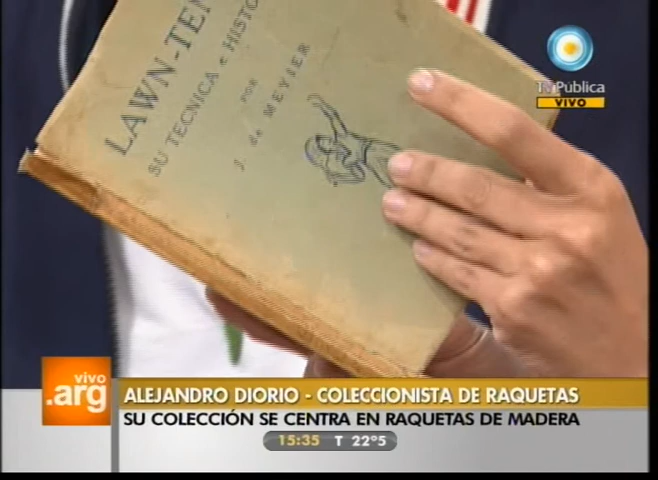 LAWN-TEN
SU TECNICA e HISTO
POR
J. de MEYIER
TV Pública
VIVO
vivo
.arg
ALEJANDRO DIORIO - COLECCIONISTA DE RAQUETAS
SU COLECCIÓN SE CENTRA EN RAQUETAS DE MADERA
15:35 T 22°5